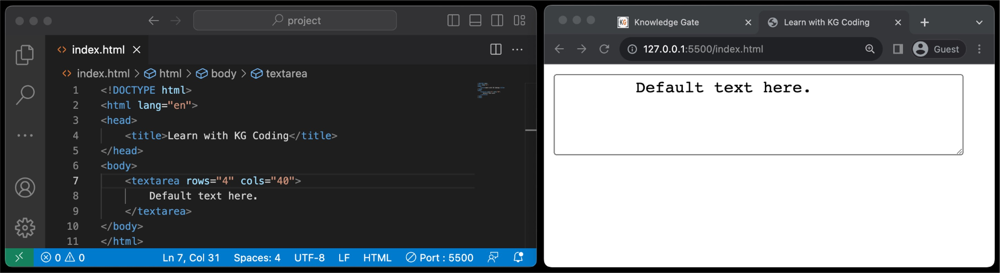 project
index.html
index.html > html > body > textarea
1 <!DOCTYPE html>
2 <html lang="en">
3 <head>
4 <title>Learn with KG Coding</title>
5 </head>
6 <body>
7 <textarea rows="4" cols="40">
8 Default text here.
9 </textarea>
10 </body>
11 </html>
0 0 Ln 7, Col 31 Spaces: 4 UTF-8 LF HTML Port : 5500
KG Knowledge Gate Learn with KG Coding
127.0.0.1:5500/index.html Guest
Default text here.